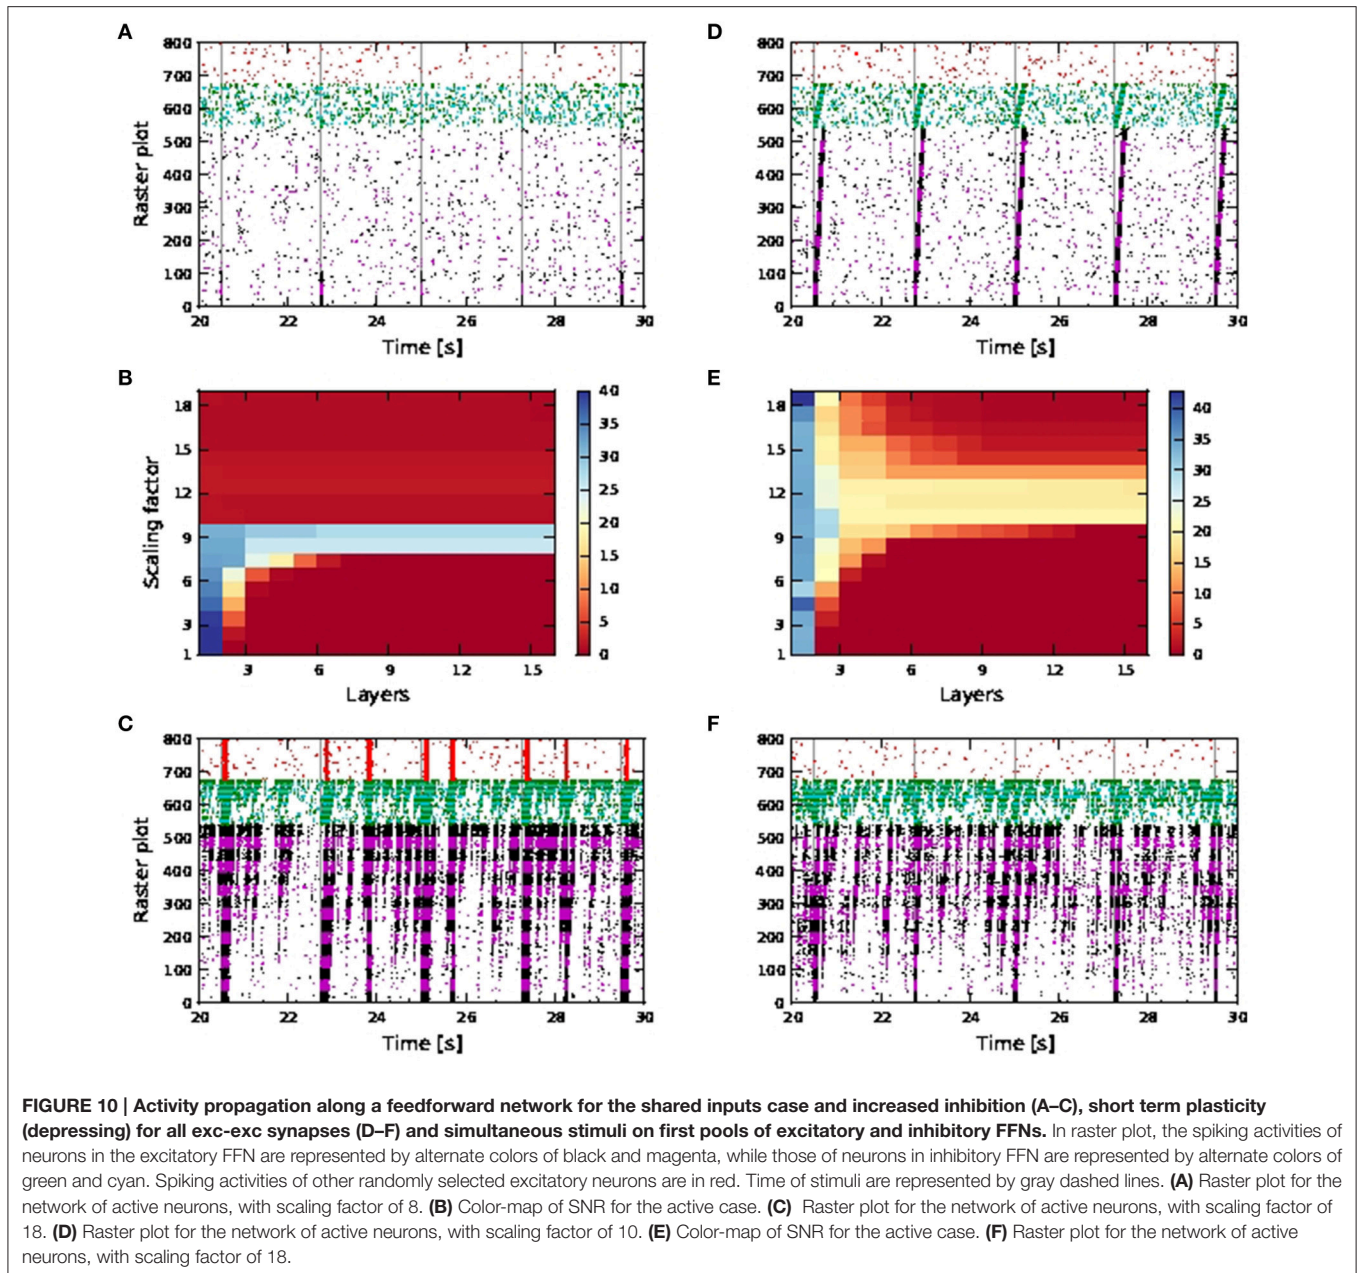 A
800
700
600
500
400
300
200
100
0
Raster plot
20 22 24 26 28 30
Time [s]
D
800
700
600
500
400
300
200
100
0
20 22 24 26 28 30
Time [s]
B
18
15
12
9
6
3
1
Scaling factor
3 6 9 12 15
Layers
40
35
30
25
20
15
10
5
0
E
18
15
12
9
6
3
1
3 6 9 12 15
Layers
40
35
30
25
20
15
10
5
0
C
800
700
600
500
400
300
200
100
0
Raster plot
20 22 24 26 28 30
Time [s]
F
800
700
600
500
400
300
200
100
0
20 22 24 26 28 30
Time [s]
FIGURE 10 | Activity propagation along a feedforward network for the shared inputs case and increased inhibition (A–C), short term plasticity
(depressing) for all exc-exc synapses (D–F) and simultaneous stimuli on first pools of excitatory and inhibitory FFNs. In raster plot, the spiking activities of
neurons in the excitatory FFN are represented by alternate colors of black and magenta, while those of neurons in inhibitory FFN are represented by alternate colors of
green and cyan. Spiking activities of other randomly selected excitatory neurons are in red. Time of stimuli are represented by gray dashed lines. (A) Raster plot for the
network of active neurons, with scaling factor of 8. (B) Color-map of SNR for the active case. (C) Raster plot for the network of active neurons, with scaling factor of
18. (D) Raster plot for the network of active neurons, with scaling factor of 10. (E) Color-map of SNR for the active case. (F) Raster plot for the network of active
neurons, with scaling factor of 18.